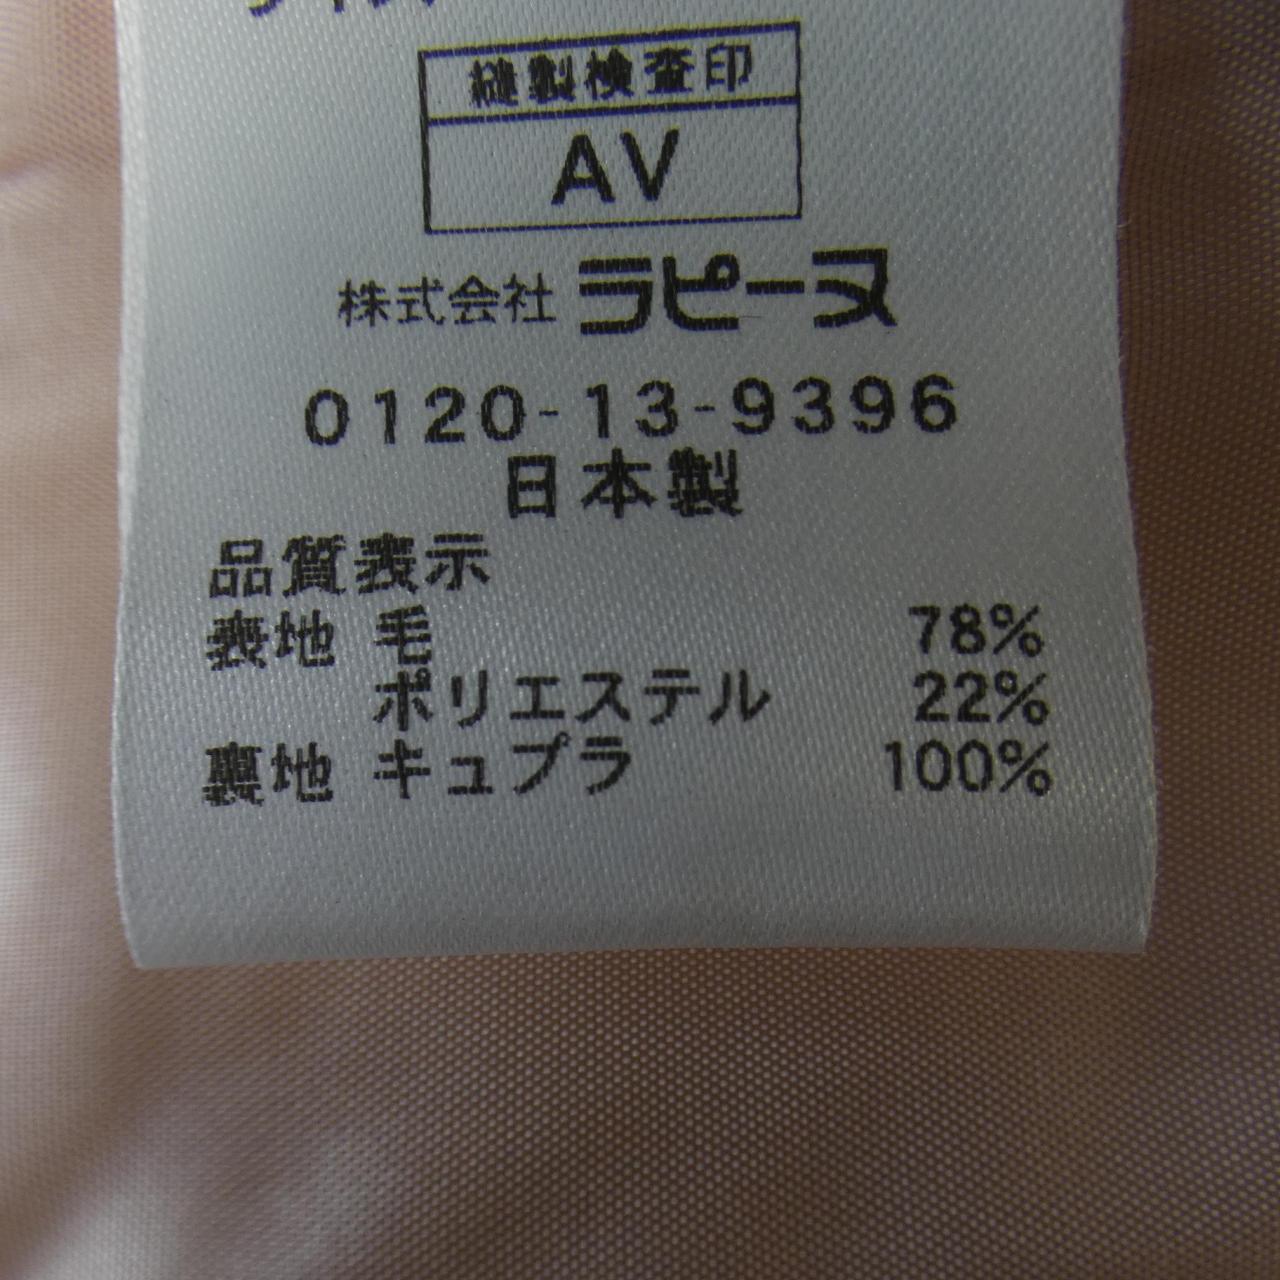 縫製検査印
AV
株式会社 ラピーヌ
0120-13-9396
日本製
品質表示
表地 毛 78%
ポリエステル 22%
裏地 キュプラ 100%